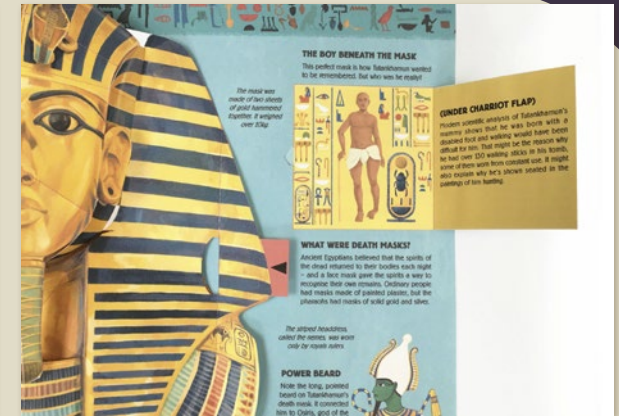 THE BOY BENEATH THE MASK
This perfect mask is how Tutankhamun wanted
to be remembered. But who was he really?
The mask was
made of two sheets
of gold hammered
together. It weighed
over 10kg.
(UNDER CHARRIOT FLAP)
Modern scientific analysis of Tutankhamun's
mummy shows that he was born with a
disabled foot and walking would have been
difficult for him. That might be the reason why
he had over 130 walking sticks in his tomb,
some of them worn from constant use. It might
also explain why he's shown seated in the
paintings of him hunting.
WHAT WERE DEATH MASKS?
Ancient Egyptians believed that the spirits of
the dead returned to their bodies each night
– and a face mask gave the spirits a way to
recognise their own remains. Ordinary people
had masks made of painted plaster, but the
pharaohs had masks of solid gold and silver.
The striped headdress,
called the nemes, was worn
only by royals rulers.
POWER BEARD
Note the long, pointed
beard on Tutankhamun's
death mask. It connected
him to Osiris, god of the